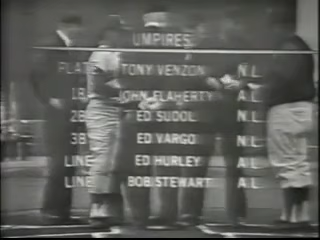 UMPIRES
PLATE TONY VENZON N.L.
1B JOHN FLAHERTY A.L.
2B ED SUDOL N.L.
3B ED VARGO N.L.
LINE ED HURLEY A.L.
LINE BOB STEWART A.L.